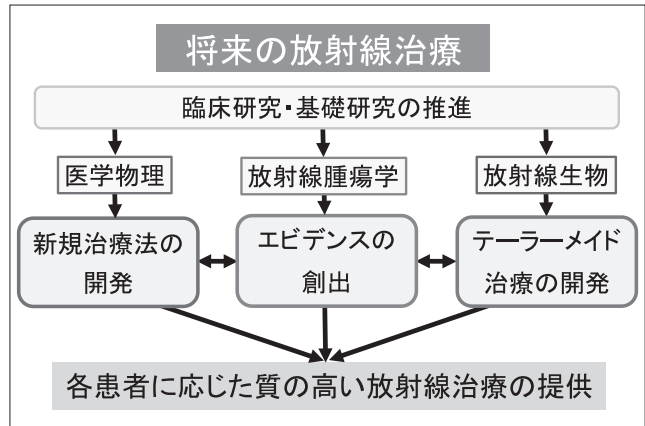 将来の放射線治療
臨床研究・基礎研究の推進
医学物理
放射線腫瘍学
放射線生物
新規治療法の
開発
エビデンスの
創出
テーラーメイド
治療の開発
各患者に応じた質の高い放射線治療の提供